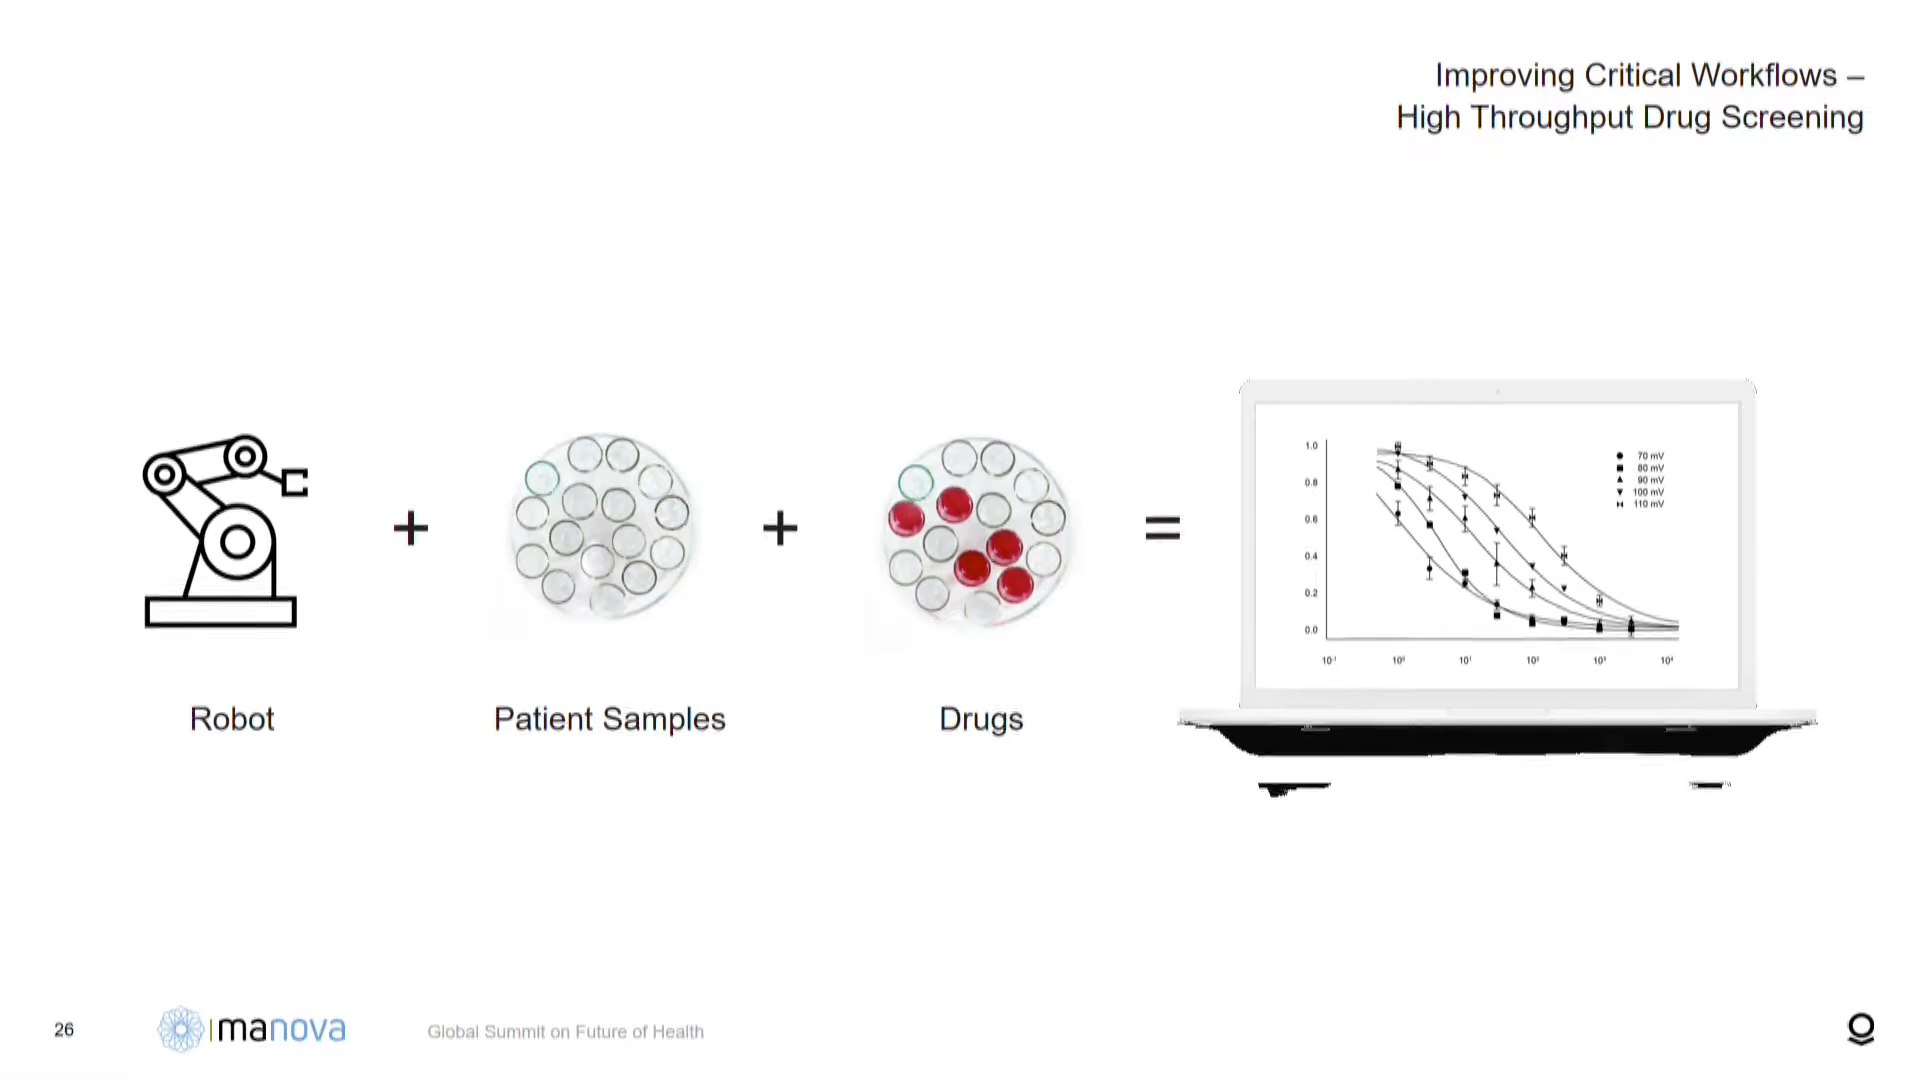 Improving Critical Workflows –
High Throughput Drug Screening
+
+
=
1.0
0.8
0.6
0.4
0.2
0.0
70 mV
80 mV
90 mV
100 mV
110 mV
10⁻¹ 10⁰ 10¹ 10² 10³ 10⁴
Robot
Patient Samples
Drugs
26
manova
Global Summit on Future of Health